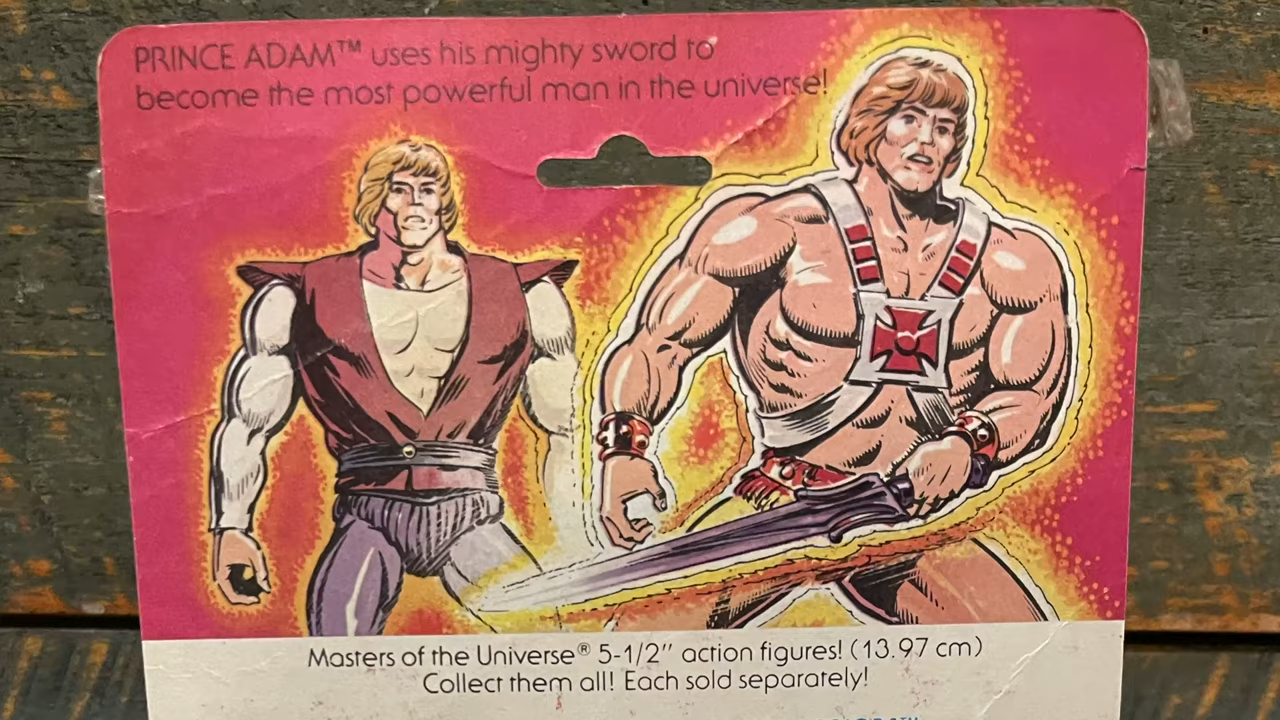 PRINCE ADAM™ uses his mighty sword to
become the most powerful man in the universe!
Masters of the Universe® 5-1/2" action figures! (13.97 cm)
Collect them all! Each sold separately!